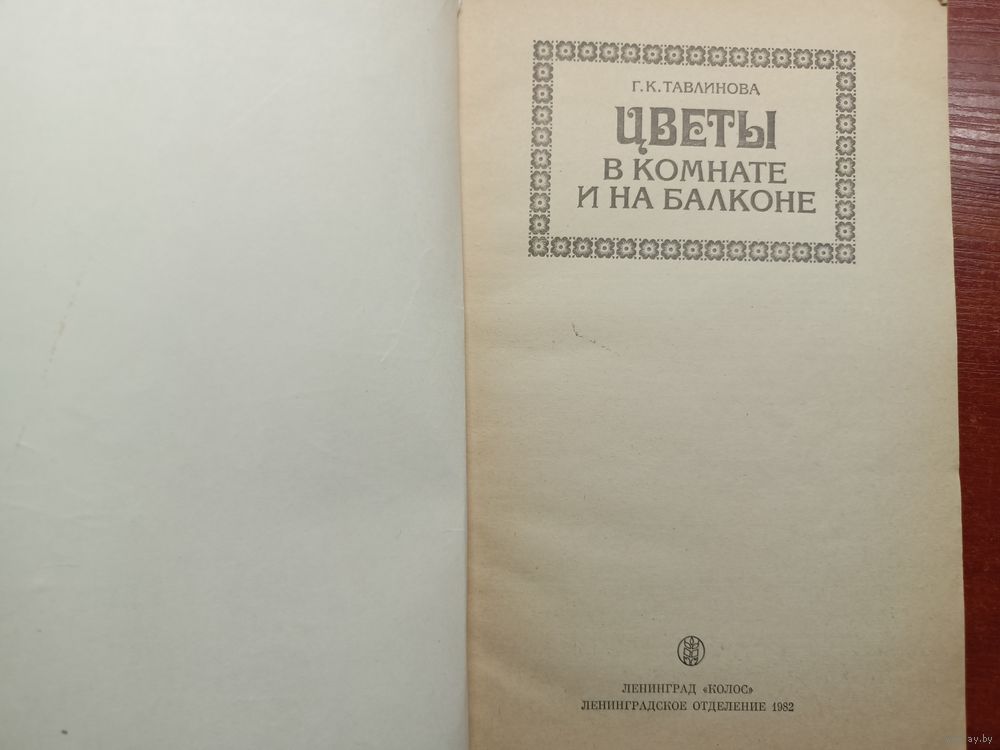 Г.К. ТАВЛИНОВА
ЦВЕТЫ
В КОМНАТЕ
И НА БАЛКОНЕ
ЛЕНИНГРАД «КОЛОС»
ЛЕНИНГРАДСКОЕ ОТДЕЛЕНИЕ 1982